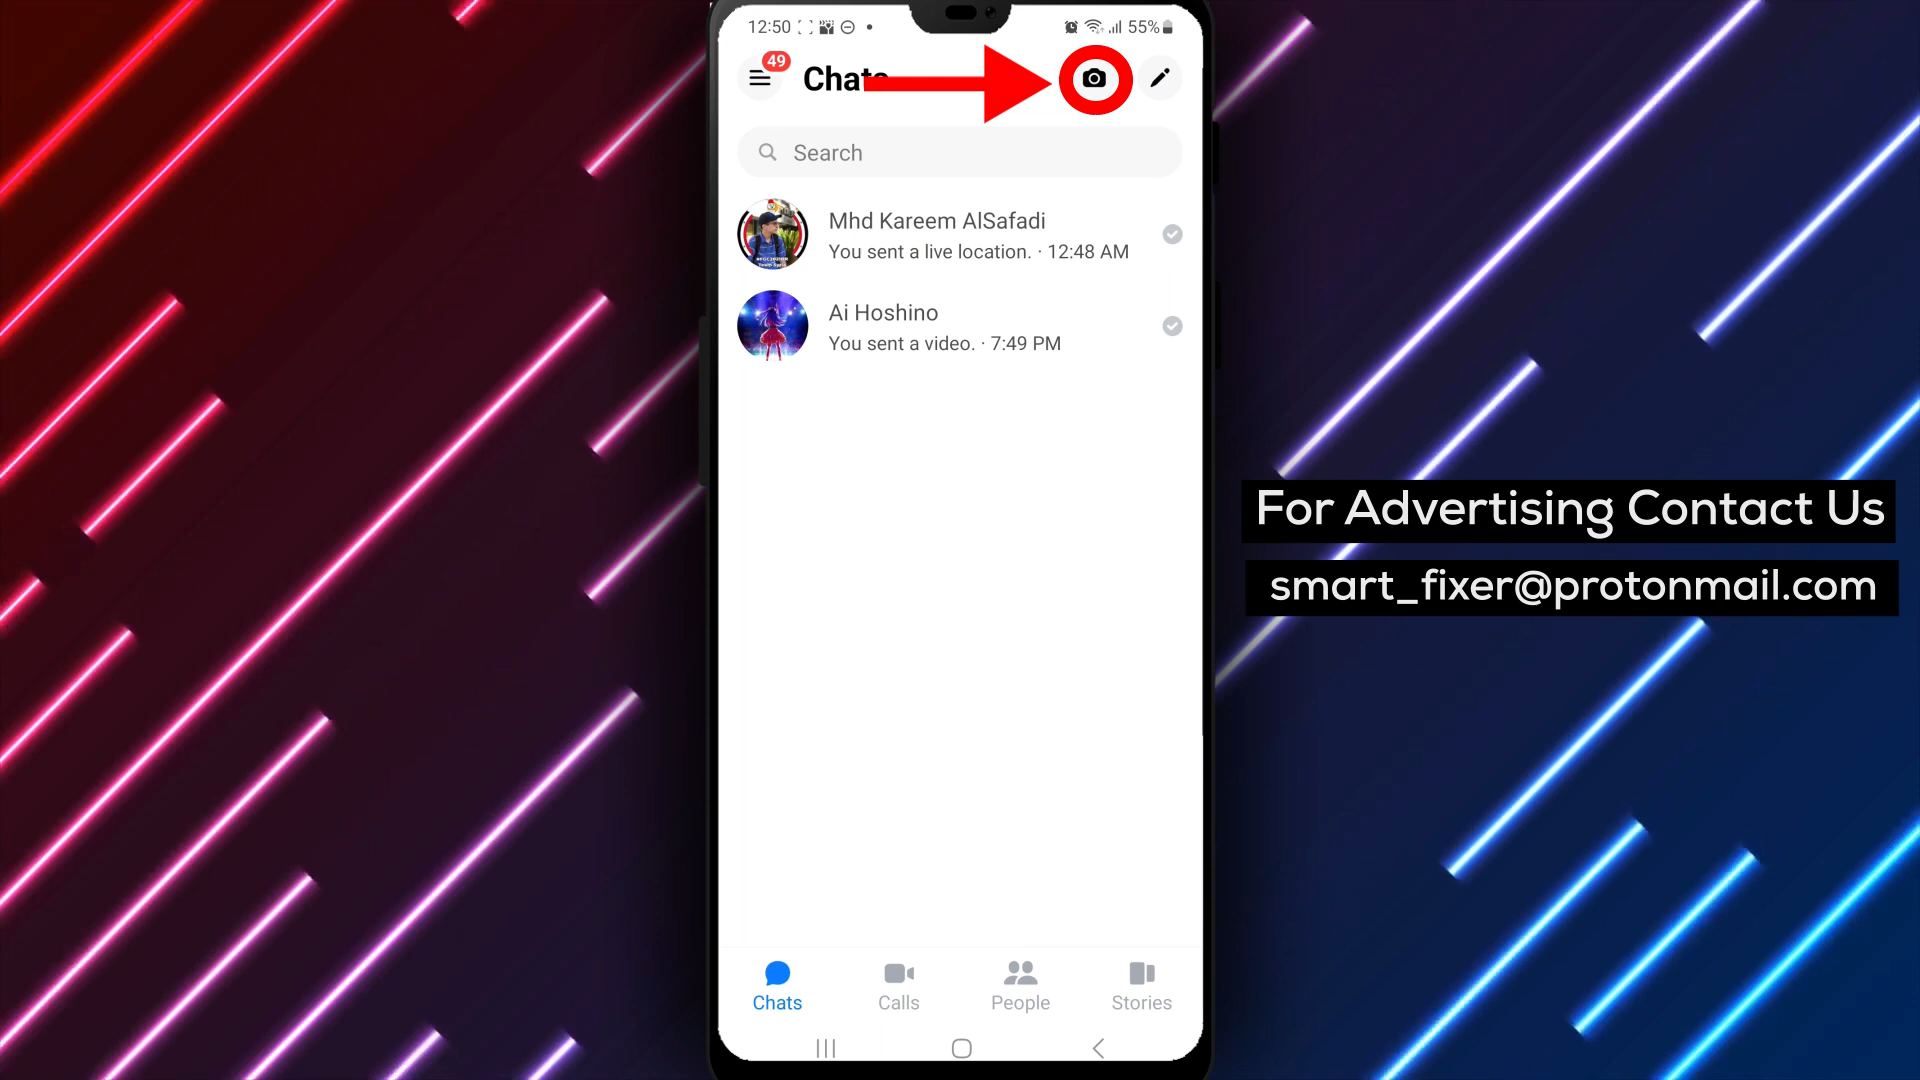 12:50
55%
49
Chats
Search
Mhd Kareem AlSafadi
You sent a live location. · 12:48 AM
Ai Hoshino
You sent a video. · 7:49 PM
For Advertising Contact Us
smart_fixer@protonmail.com
Chats
Calls
People
Stories